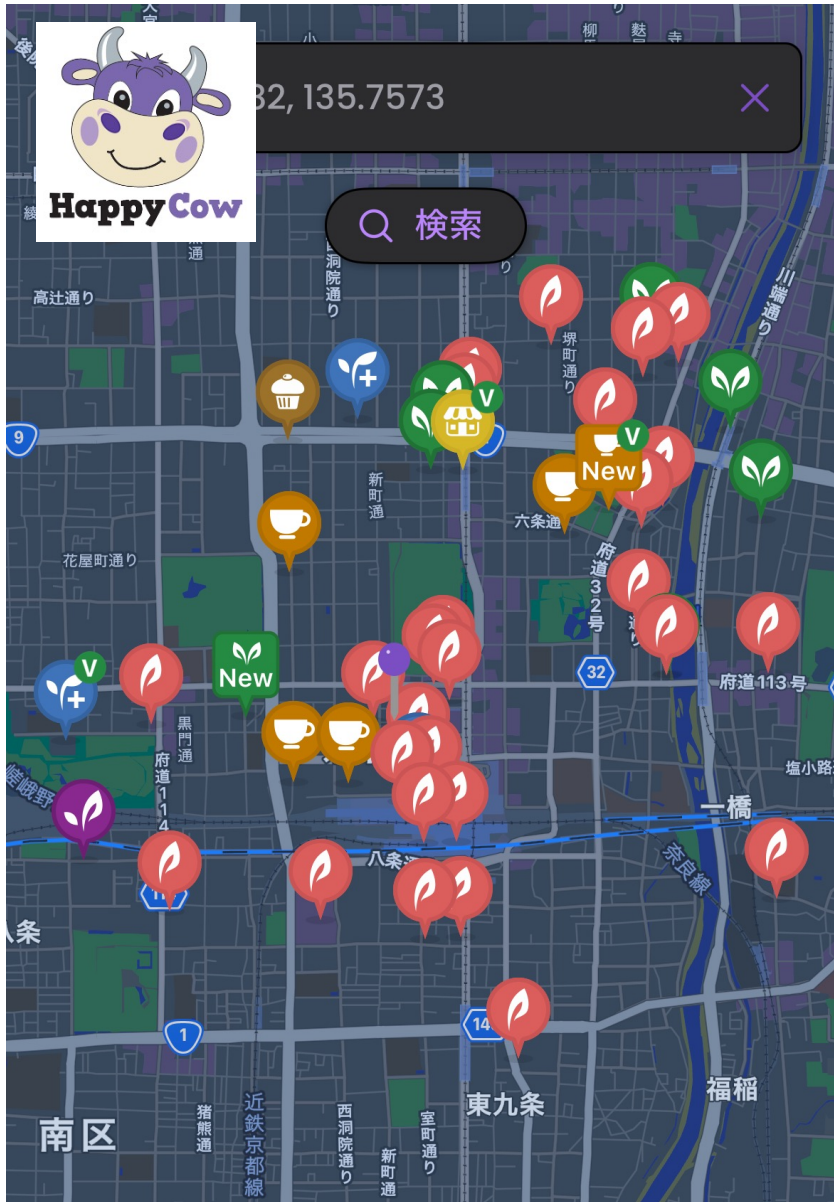 HappyCow
32, 135.7573
検索
高辻通り
西洞院通り
川端通り
堺町通り
9
V
V
New
新町通
六条通
花屋町通り
府道32号
New
V
32
府道113号
黒門通
府道114
塩小路
嵯峨野
一橋
八条通
奈良線
八条
1
14
東九条
福稲
南区
猪熊通
近鉄京都線
西洞院通り
新町通
室町通り